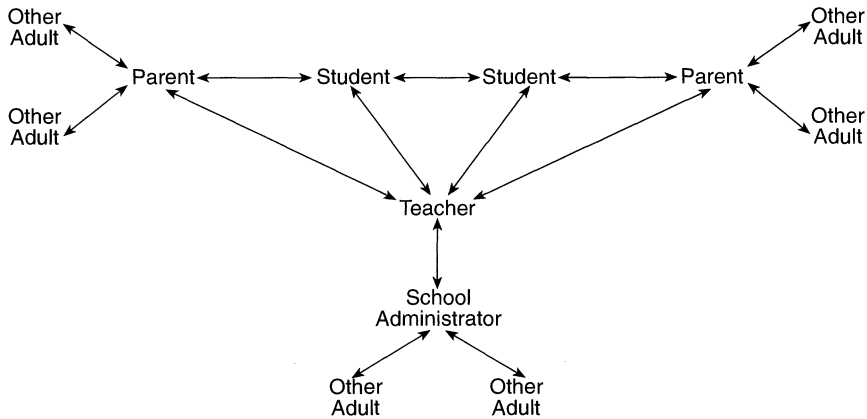 Other
Adult
Other
Adult
Parent
Student
Student
Parent
Other
Adult
Other
Adult
Teacher
School
Administrator
Other
Adult
Other
Adult